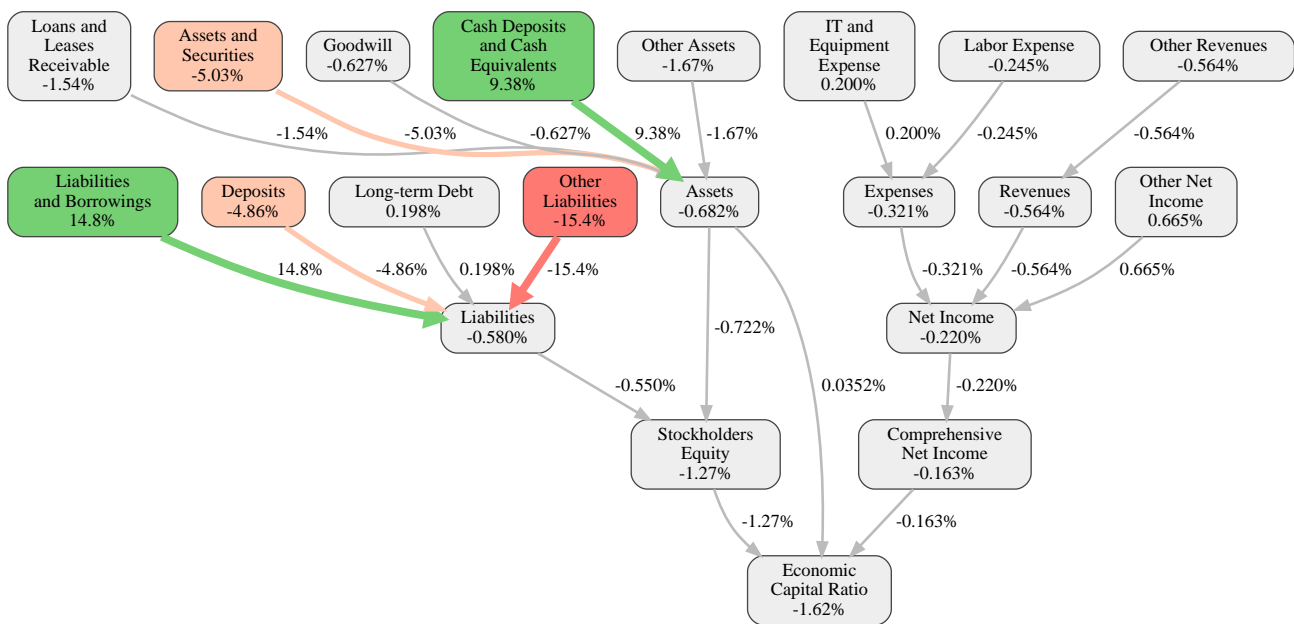 Loans and
Leases
Receivable
-1.54%
Assets and
Securities
-5.03%
Goodwill
-0.627%
Cash Deposits
and Cash
Equivalents
9.38%
Other Assets
-1.67%
IT and
Equipment
Expense
0.200%
Labor Expense
-0.245%
Other Revenues
-0.564%
-1.54%
-5.03%
-0.627%
9.38%
-1.67%
0.200%
-0.245%
-0.564%
Liabilities
and Borrowings
14.8%
Deposits
-4.86%
Long-term Debt
0.198%
Other
Liabilities
-15.4%
Assets
-0.682%
Expenses
-0.321%
Revenues
-0.564%
Other Net
Income
0.665%
14.8%
-4.86%
0.198%
-15.4%
-0.321%
-0.564%
0.665%
Liabilities
-0.580%
-0.722%
Net Income
-0.220%
-0.550%
0.0352%
-0.220%
Stockholders
Equity
-1.27%
Comprehensive
Net Income
-0.163%
-1.27%
-0.163%
Economic
Capital Ratio
-1.62%